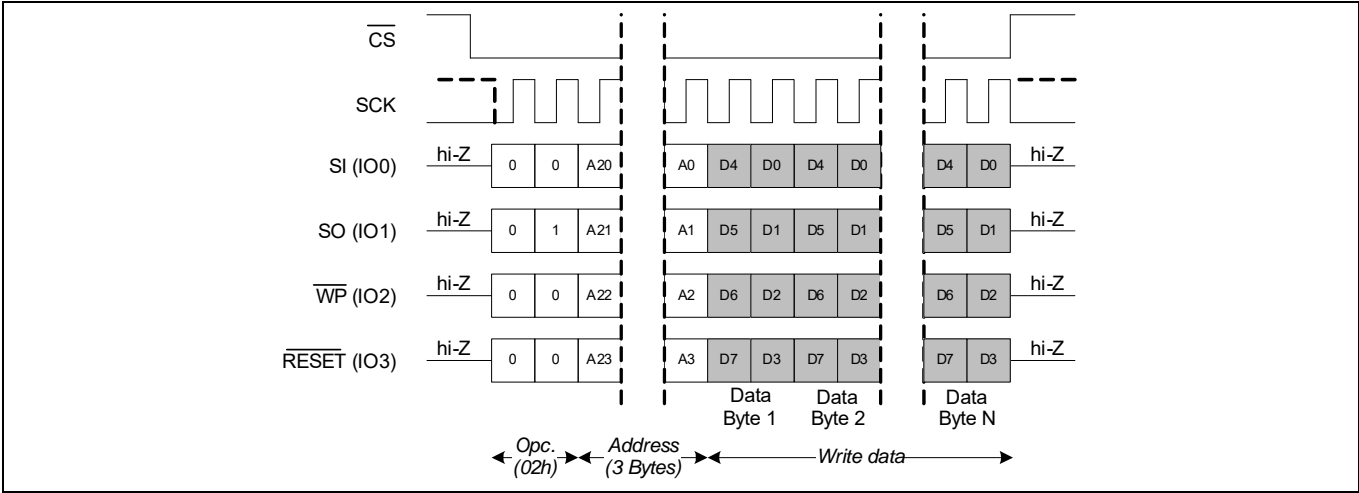 CS
SCK
SI (IO0) hi-Z 0 0 A20 A0 D4 D0 D4 D0 D4 D0 hi-Z
SO (IO1) hi-Z 0 1 A21 A1 D5 D1 D5 D1 D5 D1 hi-Z
WP (IO2) hi-Z 0 0 A22 A2 D6 D2 D6 D2 D6 D2 hi-Z
RESET (IO3) hi-Z 0 0 A23 A3 D7 D3 D7 D3 D7 D3 hi-Z
Data Data Data
Byte 1 Byte 2 Byte N
Opc. Address Write data
(02h) (3 Bytes)